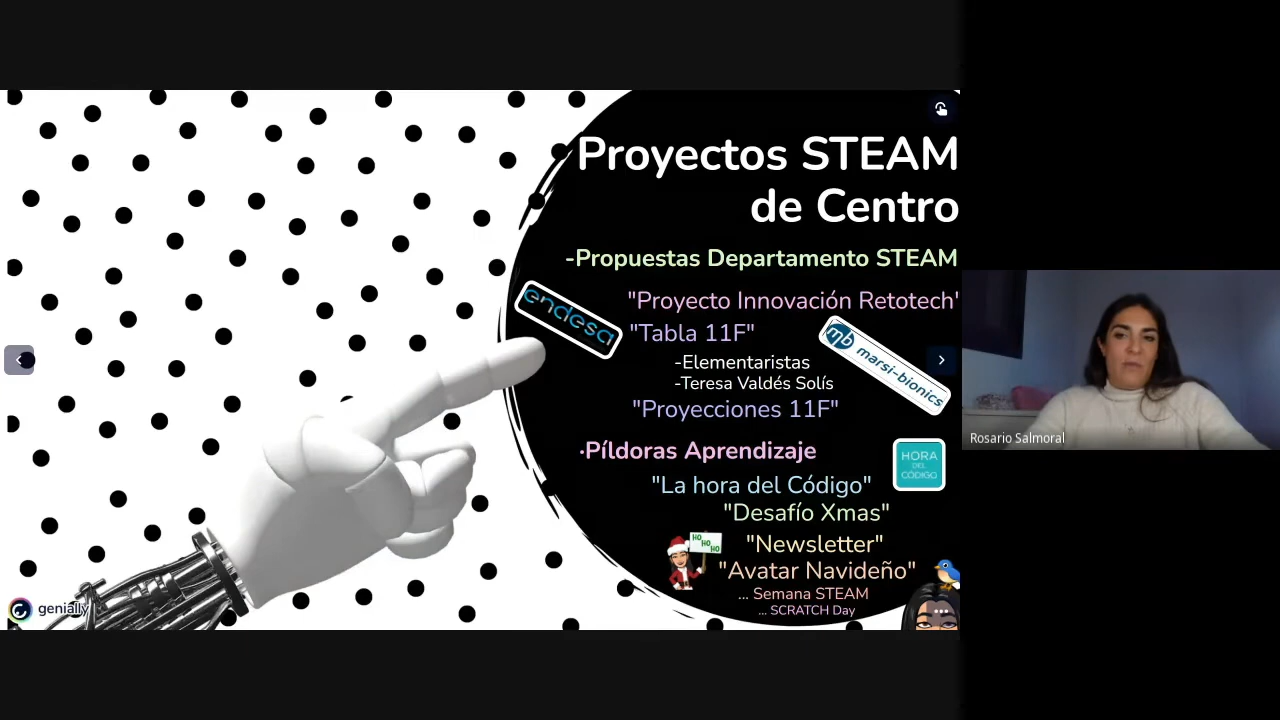 Proyectos STEAM
de Centro
-Propuestas Departamento STEAM
"Proyecto Innovación Retotech'
endesa
"Tabla 11F"
mb marsi-bionics
-Elementaristas
-Teresa Valdés Solís
"Proyecciones 11F"
·Píldoras Aprendizaje
HORA
DEL
CÓDIGO
"La hora del Código"
"Desafío Xmas"
HO HO HO
"Newsletter"
"Avatar Navideño"
... Semana STEAM
... SCRATCH Day
genially
Rosario Salmoral